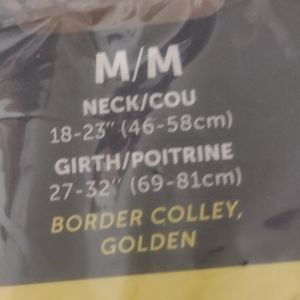 M/M
NECK/COU
18-23" (46-58cm)
GIRTH/POITRINE
27-32'' (69-81cm)
BORDER COLLEY,
GOLDEN